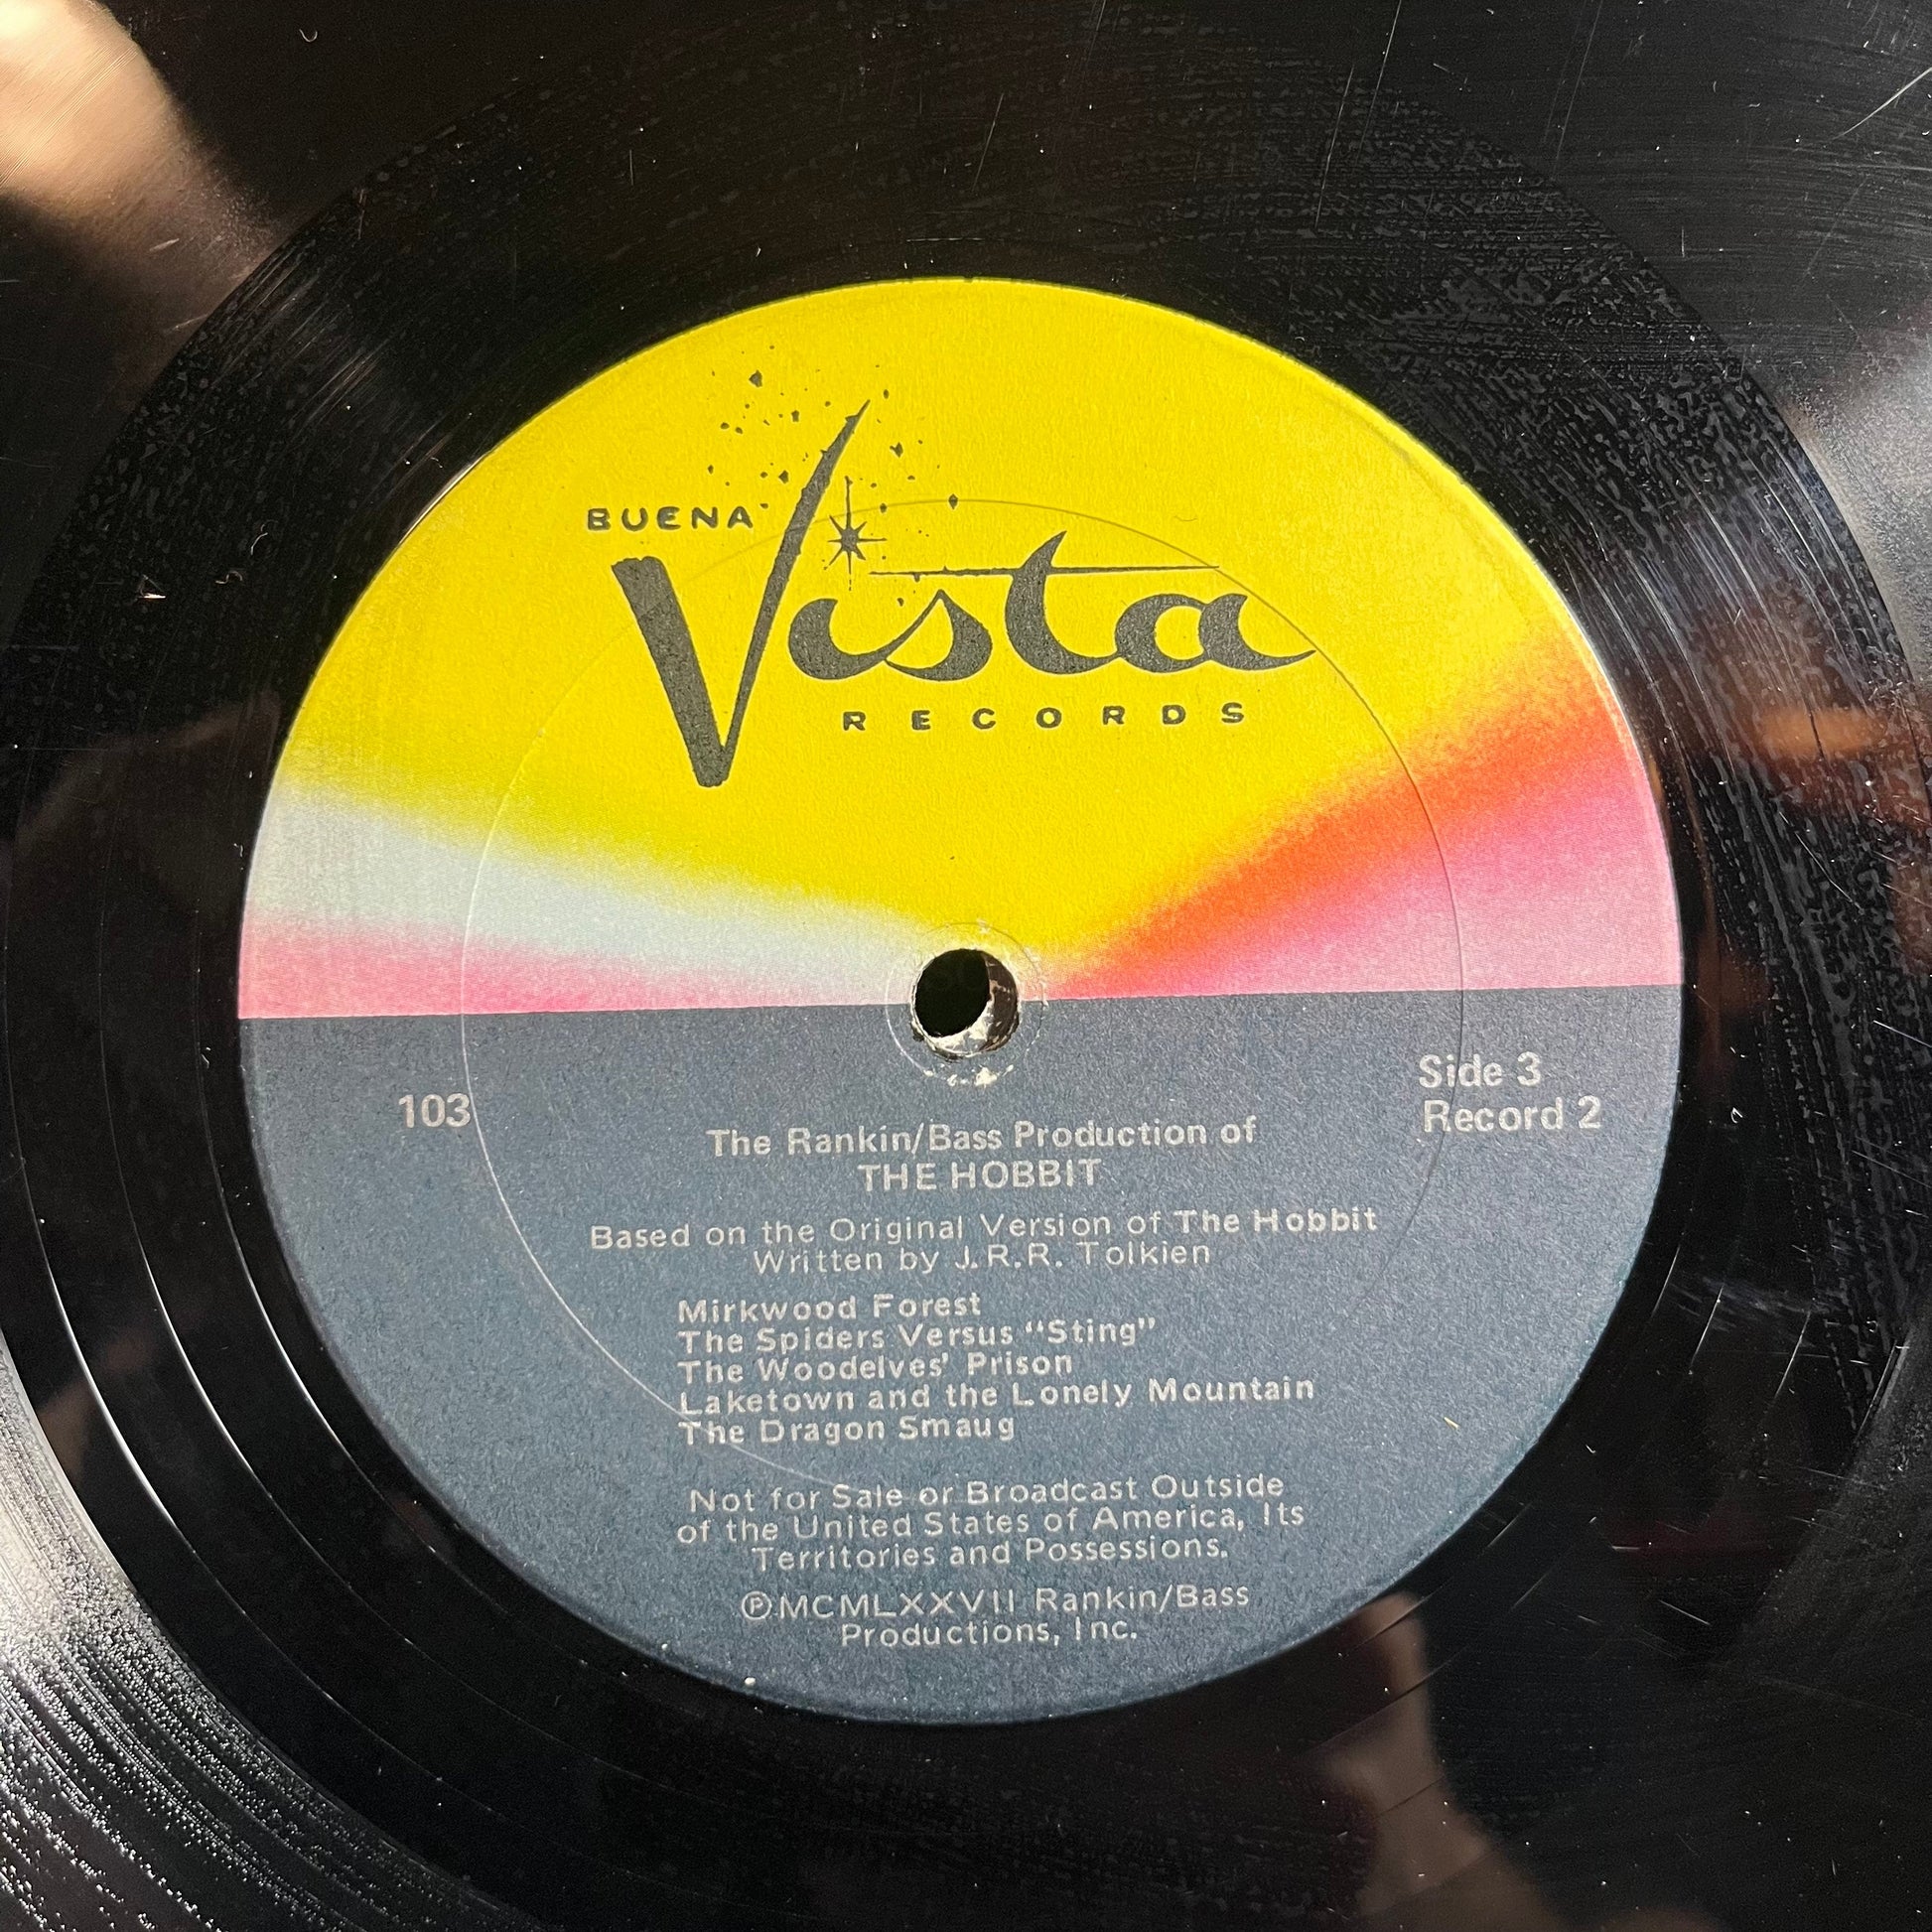 BUENA
Vista
RECORDS
Side 3
103
Record 2
The Rankin/Bass Production of
THE HOBBIT
Based on the Original Version of The Hobbit
Written by J.R.R. Tolkien
Mirkwood Forest
The Spiders Versus “Sting”
The Woodelves' Prison
Laketown and the Lonely Mountain
The Dragon Smaug
Not for Sale or Broadcast Outside
of the United States of America, Its
Territories and Possessions.
ⓅMCMLXXVII Rankin/Bass
Productions, Inc.